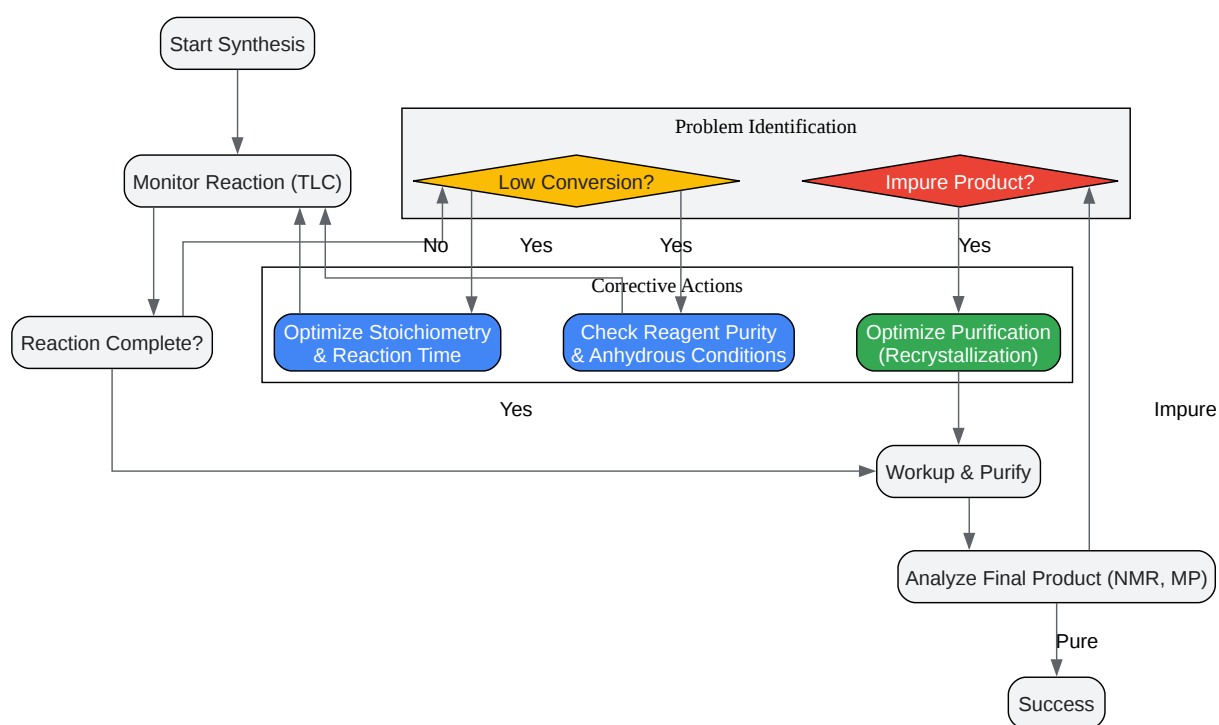 Start Synthesis
Problem Identification
Monitor Reaction (TLC)
Low Conversion?
Impure Product?
No
Yes
Yes
Yes
Corrective Actions
Optimize Stoichiometry
& Reaction Time
Check Reagent Purity
& Anhydrous Conditions
Optimize Purification
(Recrystallization)
Reaction Complete?
Yes
Impure
Workup & Purify
Analyze Final Product (NMR, MP)
Pure
Success